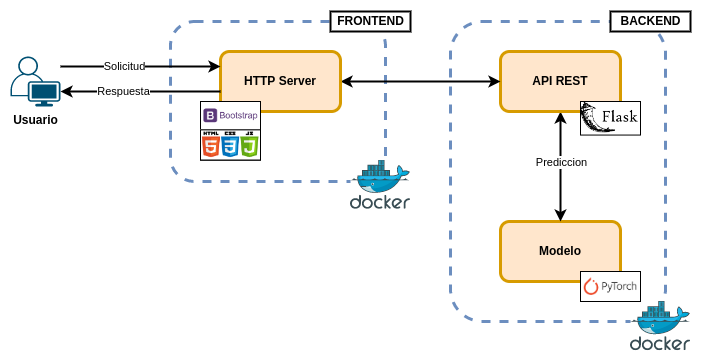 FRONTEND
BACKEND
Solicitud
HTTP Server
API REST
Respuesta
Usuario
B Bootstrap
HTML CSS JS
5 3 J
Flask
Prediccion
docker
Modelo
PyTorch
docker